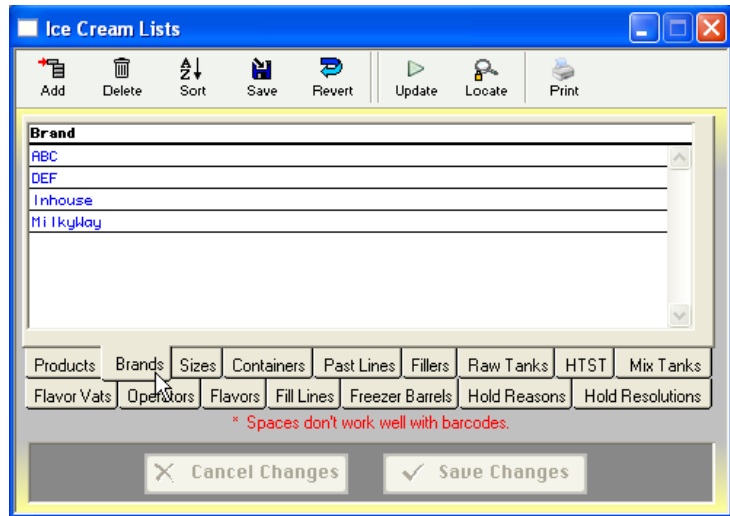 Ice Cream Lists
Add Delete Sort Save Revert Update Locate Print
Brand
ABC
DEF
Inhouse
MilkyWay
Products Brands Sizes Containers Past Lines Fillers Raw Tanks HTST Mix Tanks
Flavor Vats Operators Flavors Fill Lines Freezer Barrels Hold Reasons Hold Resolutions
* Spaces don't work well with barcodes.
Cancel Changes Save Changes